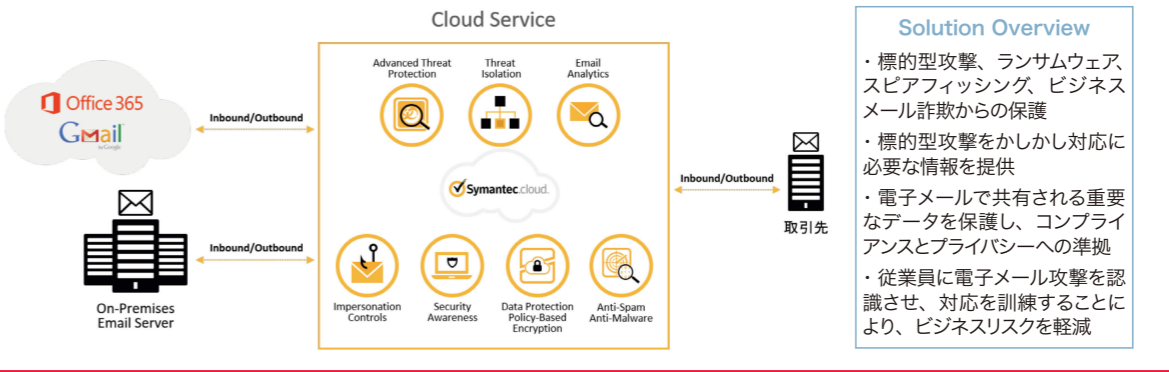 Cloud Service
Office 365
Gmail
by Google
Inbound/Outbound
On-Premises
Email Server
Inbound/Outbound
Advanced Threat
Protection
Threat
Isolation
Email
Analytics
Symantec.cloud.
Impersonation
Controls
Security
Awareness
Data Protection
Policy-Based
Encryption
Anti-Spam
Anti-Malware
Inbound/Outbound
取引先
Solution Overview
・標的型攻撃、ランサムウェア、
スピアフィッシング、ビジネス
メール詐欺からの保護
・標的型攻撃をかしかし対応に
必要な情報を提供
・電子メールで共有される重要
なデータを保護し、コンプライ
アンスとプライバシーへの準拠
・従業員に電子メール攻撃を認
識させ、対応を訓練することに
より、ビジネスリスクを軽減